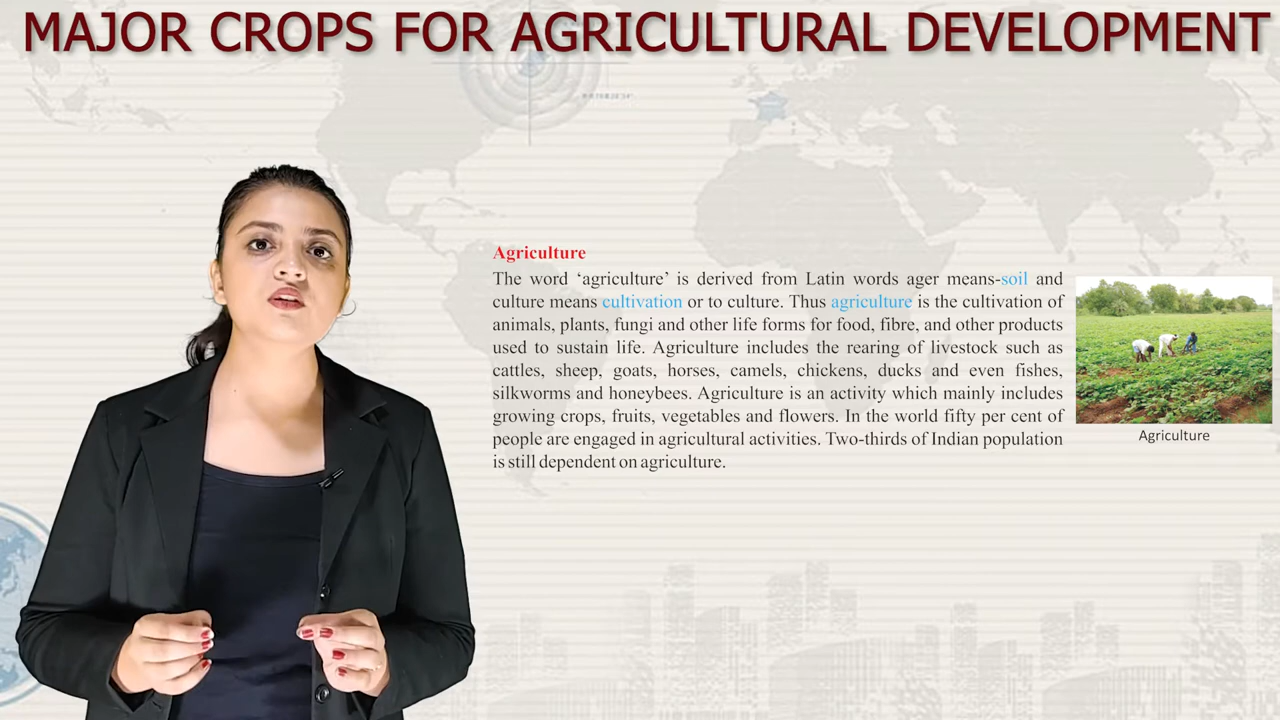 MAJOR CROPS FOR AGRICULTURAL DEVELOPMENT
Agriculture
The word ‘agriculture’ is derived from Latin words ager means-soil and
culture means cultivation or to culture. Thus agriculture is the cultivation of
animals, plants, fungi and other life forms for food, fibre, and other products
used to sustain life. Agriculture includes the rearing of livestock such as
cattles, sheep, goats, horses, camels, chickens, ducks and even fishes,
silkworms and honeybees. Agriculture is an activity which mainly includes
growing crops, fruits, vegetables and flowers. In the world fifty per cent of
people are engaged in agricultural activities. Two-thirds of Indian population
is still dependent on agriculture.
Agriculture